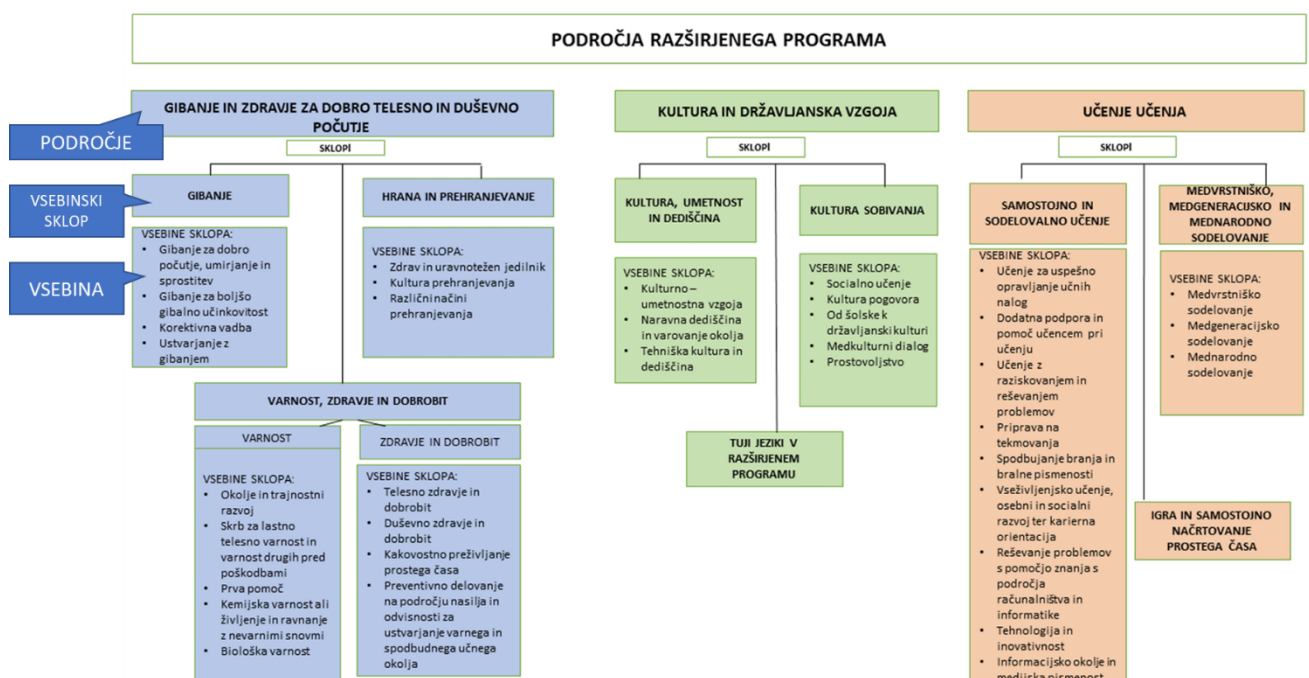 PODROČJA RAZŠIRJENEGA PROGRAMA
GIBANJE IN ZDRAVJE ZA DOBRO TELESNO IN DUŠEVNO
POČUTJE
PODROČJE
SKLOPI
VSEBINSKI
SKLOP
GIBANJE
VSEBINA
VSEBINE SKLOPA:
• Gibanje za dobro
počutje, umirjanje in
sprostitev
• Gibanje za boljšo
gibalno učinkovitost
• Korektivna vadba
• Ustvarjanje z
gibanjem
HRANA IN PREHRANJEVANJE
VSEBINE SKLOPA:
• Zdrav in uravnotežen jedilnik
• Kultura prehranjevanja
• Različni načini
prehranjevanja
VARNOST, ZDRAVJE IN DOBROBIT
VARNOST
VSEBINE SKLOPA:
• Okolje in trajnostni
razvoj
• Skrb za lastno
telesno varnost in
varnost drugih pred
poškodbami
• Prva pomoč
• Kemijska varnost ali
življenje in ravnanje
z nevarnimi snovmi
• Biološka varnost
ZDRAVJE IN DOBROBIT
VSEBINE SKLOPA:
• Telesno zdravje in
dobrobit
• Duševno zdravje in
dobrobit
• Kakovostno preživljanje
prostega časa
• Preventivno delovanje
na področju nasilja in
odvisnosti za
ustvarjanje varnega in
spodbudnega učnega
okolja
KULTURA IN DRŽAVLJANSKA VZGOJA
SKLOPI
KULTURA, UMETNOST
IN DEDIŠČINA
VSEBINE SKLOPA:
• Kulturno –
umetnostna vzgoja
• Naravna dediščina
in varovanje okolja
• Tehniška kultura in
dediščina
KULTURA SOBIVANJA
VSEBINE SKLOPA:
• Socialno učenje
• Kultura pogovora
• Od šolske k
državljanski kulturi
• Medkulturni dialog
• Prostovoljstvo
TUJI JEZIKI V
RAZŠIRJENEM
PROGRAMU
UČENJE UČENJA
SKLOPI
SAMOSTOJNO IN
SODELOVALNO UČENJE
VSEBINE SKLOPA:
• Učenje za uspešno
opravljanje učnih
nalog
• Dodatna podpora in
pomoč učencem pri
učenju
• Učenje z
raziskovanjem in
reševanjem
problemov
• Priprava na
tekmovanja
• Spodbujanje branja in
bralne pismenosti
• Vseživljenjsko učenje,
osebni in socialni
razvoj ter karierna
orientacija
• Reševanje problemov
s pomočjo znanja s
področja
računalništva in
informatike
• Tehnologija in
inovativnost
• Informacijsko okolje in
medijska pismenost
MEDVRSTNIŠKO,
MEDGENERACIJSKO IN
MEDNARODNO
SODELOVANJE
VSEBINE SKLOPA:
• Medvrstniško
sodelovanje
• Medgeneracijsko
sodelovanje
• Mednarodno
sodelovanje
IGRA IN SAMOSTOJNO
NAČRTOVANJE
PROSTEGA ČASA